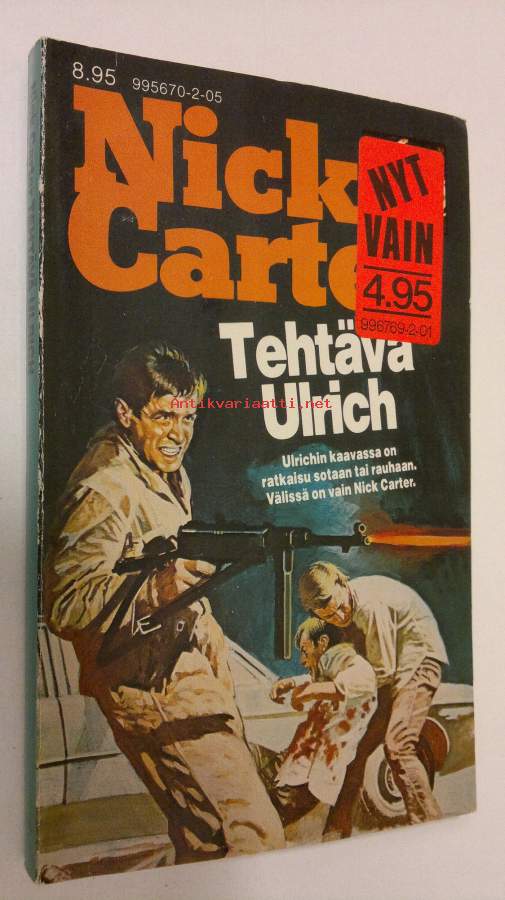 8.95 995670-2-05
Nick
Carte
NYT
VAIN
4.95
996769-2-01
Tehtävä
Ulrich
Antikvariaatti.net
Ulrichin kaavassa on
ratkaisu sotaan tai rauhaan.
Välissä on vain Nick Carter.